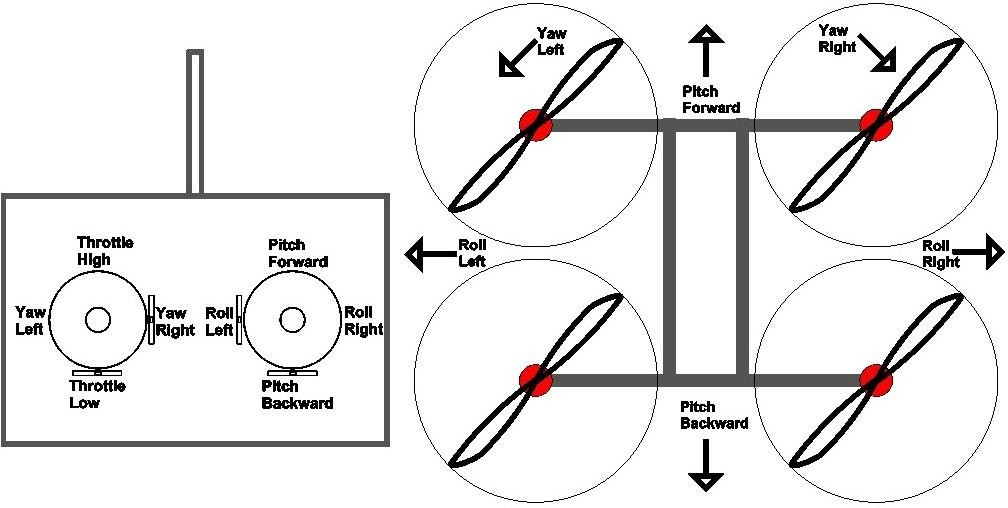 Throttle
High
Pitch
Forward
Yaw
Left
Yaw
Right
Roll
Left
Roll
Right
Throttle
Low
Pitch
Backward
Yaw
Left
Yaw
Right
Pitch
Forward
Roll
Left
Roll
Right
Pitch
Backward